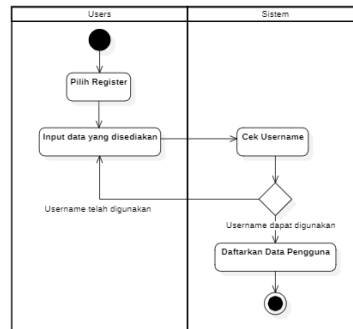 Users
Sistem
Pilih Register
Input data yang disediakan
Cek Username
Username telah digunakan
Username dapat digunakan
Daftarkan Data Pengguna